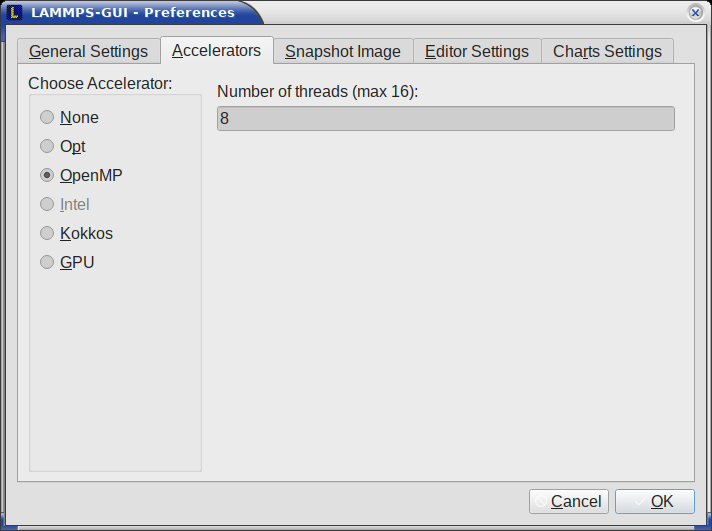 LAMMPS-GUI - Preferences
General Settings Accelerators Snapshot Image Editor Settings Charts Settings
Choose Accelerator:
Number of threads (max 16):
None
8
Opt
OpenMP
Intel
Kokkos
GPU
Cancel OK